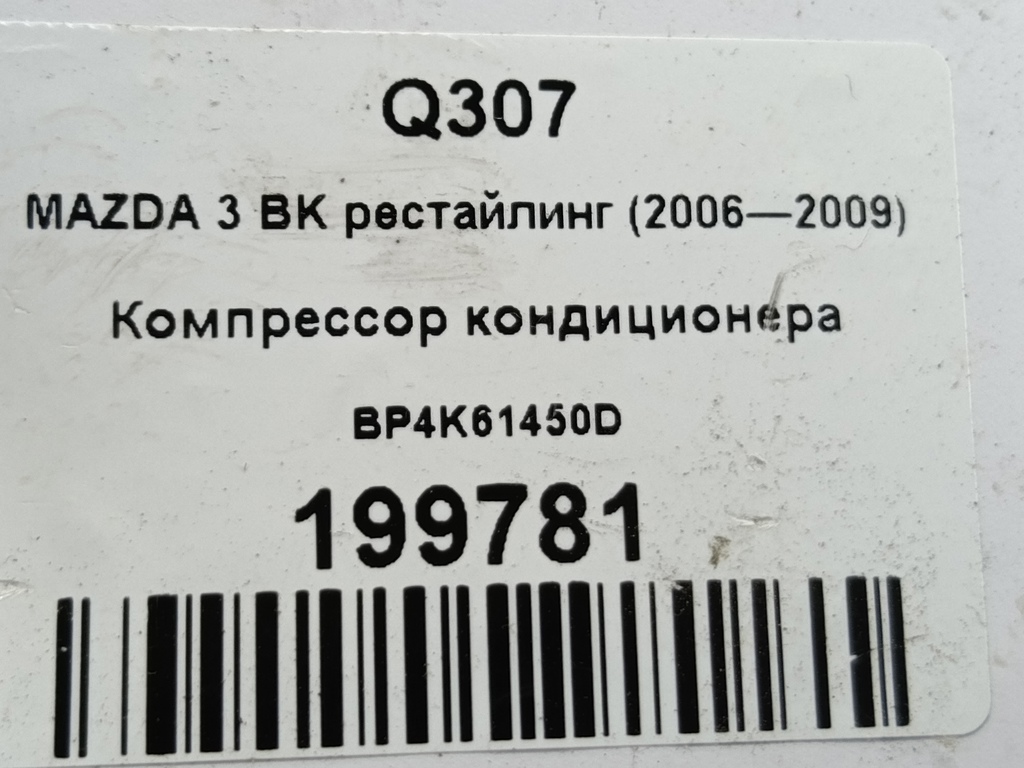 Q307
MAZDA 3 BK рестайлинг (2006—2009)
Компрессор кондиционера
BP4K61450D
199781